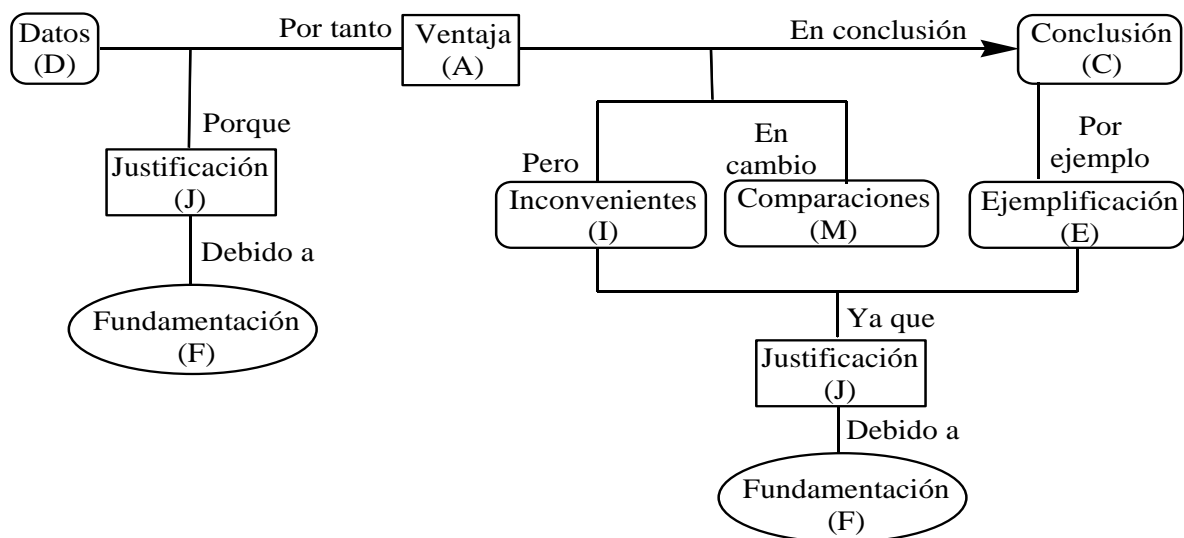 Datos
(D)
Por tanto
Ventaja
(A)
En conclusión
Conclusión
(C)
Porque
Justificación
(J)
Debido a
Fundamentación
(F)
Pero
Inconvenientes
(I)
En
cambio
Comparaciones
(M)
Por
ejemplo
Ejemplificación
(E)
Ya que
Justificación
(J)
Debido a
Fundamentación
(F)